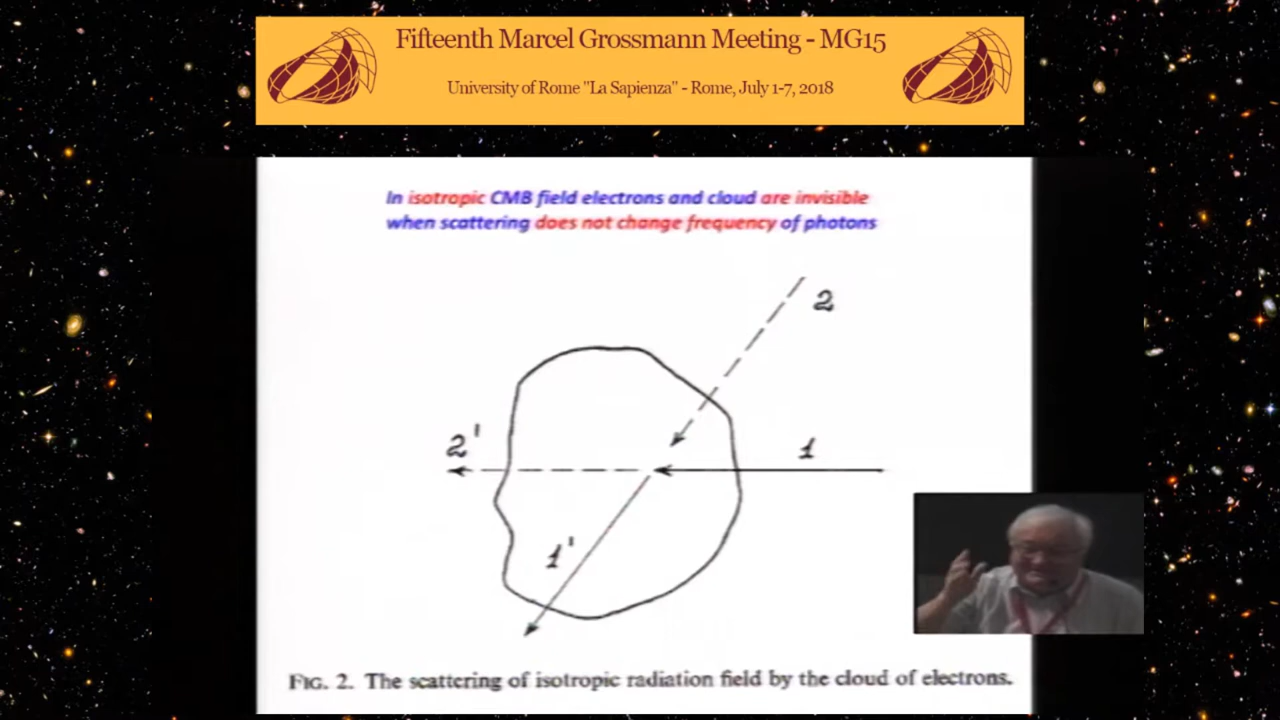 Fifteenth Marcel Grossmann Meeting - MG15
University of Rome "La Sapienza" - Rome, July 1-7, 2018
In isotropic CMB field electrons and cloud are invisible
when scattering does not change frequency of photons
2
2'
1
1'
FIG. 2. The scattering of isotropic radiation field by the cloud of electrons.